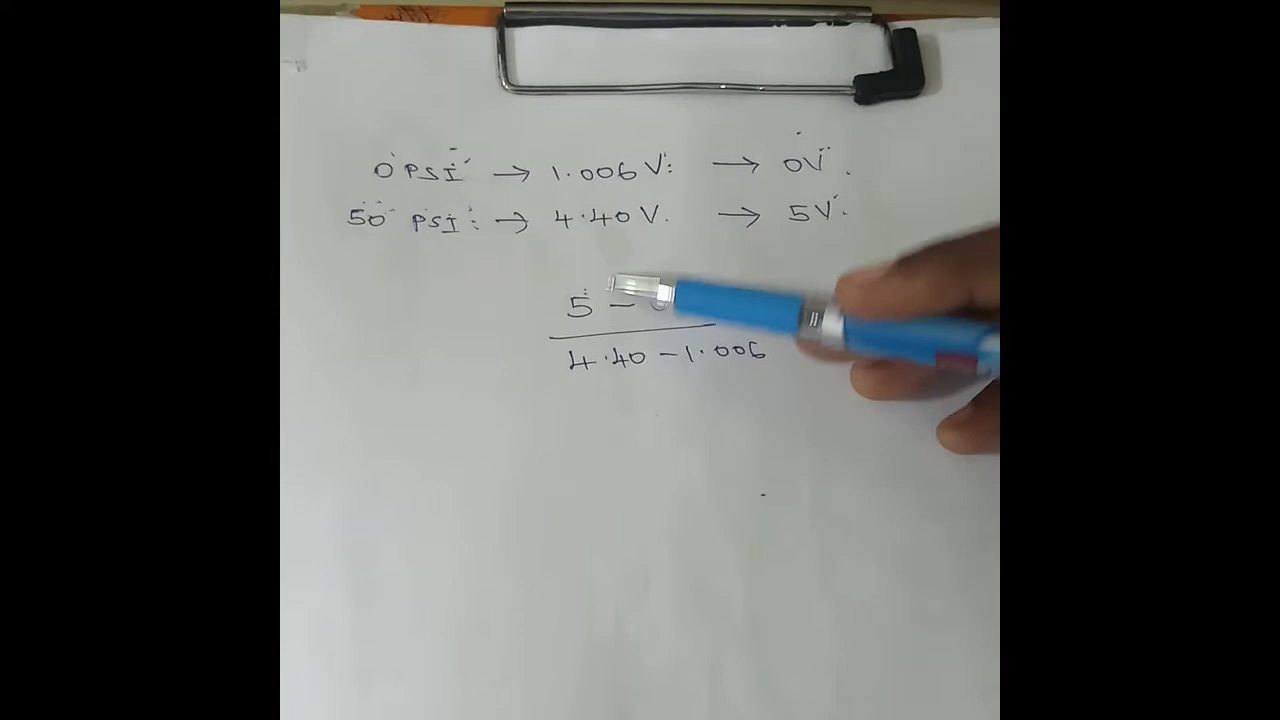 0 PSI → 1.006 V → 0V.
50 PSI → 4.40 V. → 5V.
5 -
4.40 - 1.006